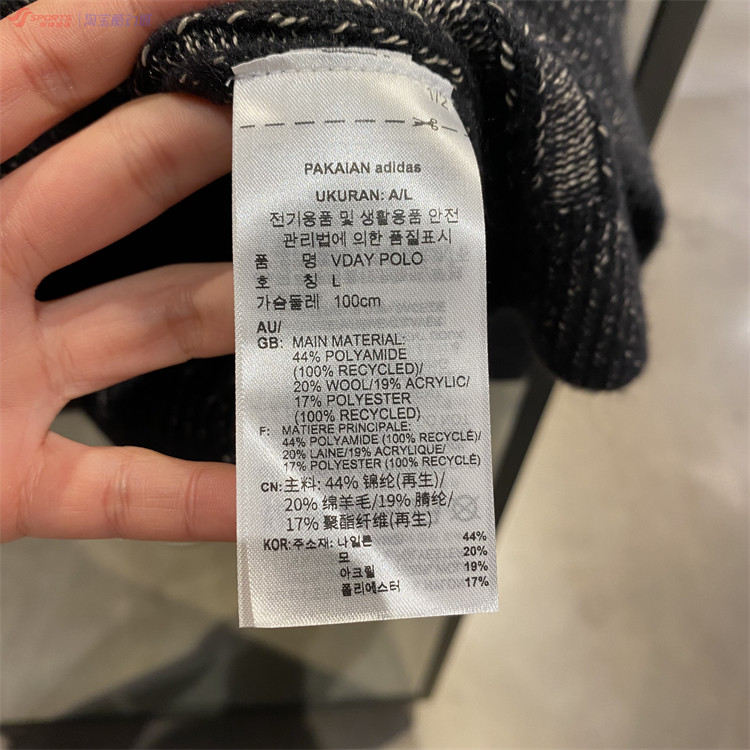 SPORTS
1/2
PAKAIAN adidas
UKURAN: A/L
전기용품 및 생활용품 안전
관리법에 의한 품질표시
품 명 VDAY POLO
호 칭 L
가슴둘레 100cm
AU/
GB: MAIN MATERIAL:
44% POLYAMIDE
(100% RECYCLED)/
20% WOOL/19% ACRYLIC/
17% POLYESTER
(100% RECYCLED)
F: MATIERE PRINCIPALE:
44% POLYAMIDE (100% RECYCLÉ)/
20% LAINE/19% ACRYLIQUE/
17% POLYESTER (100% RECYCLÉ)
CN: 主料: 44% 锦纶(再生)/
20% 绵羊毛/19% 腈纶/
17% 聚酯纤维(再生)
KOR: 주소재: 나일론 44%
모 20%
아크릴 19%
폴리에스터 17%